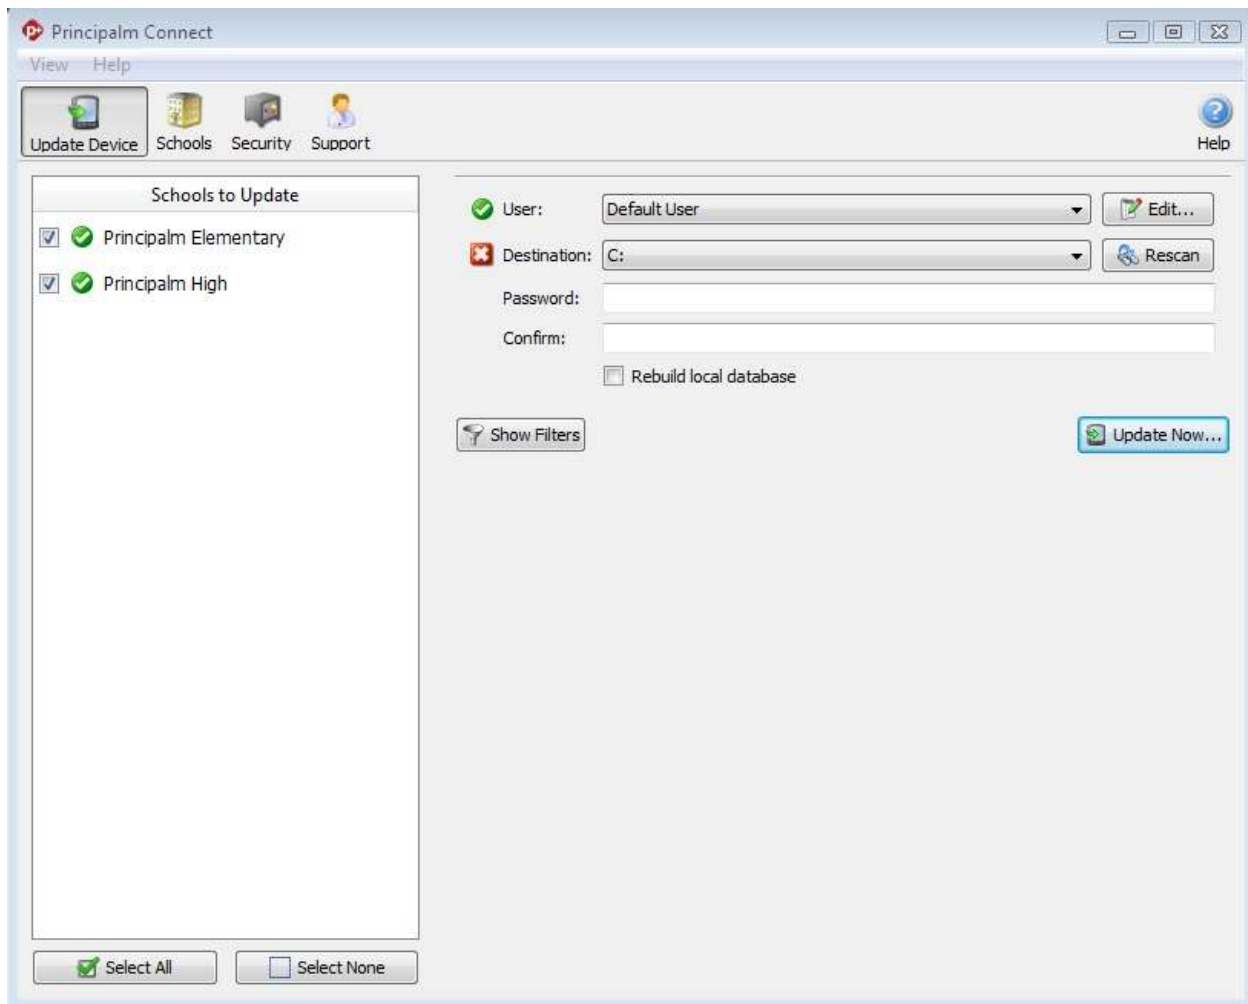 Principalm Connect
View Help
Update Device Schools Security Support Help
Schools to Update
Principalm Elementary
Principalm High
User: Default User Edit...
Destination: C: Rescan
Password:
Confirm:
Rebuild local database
Show Filters Update Now...
Select All Select None